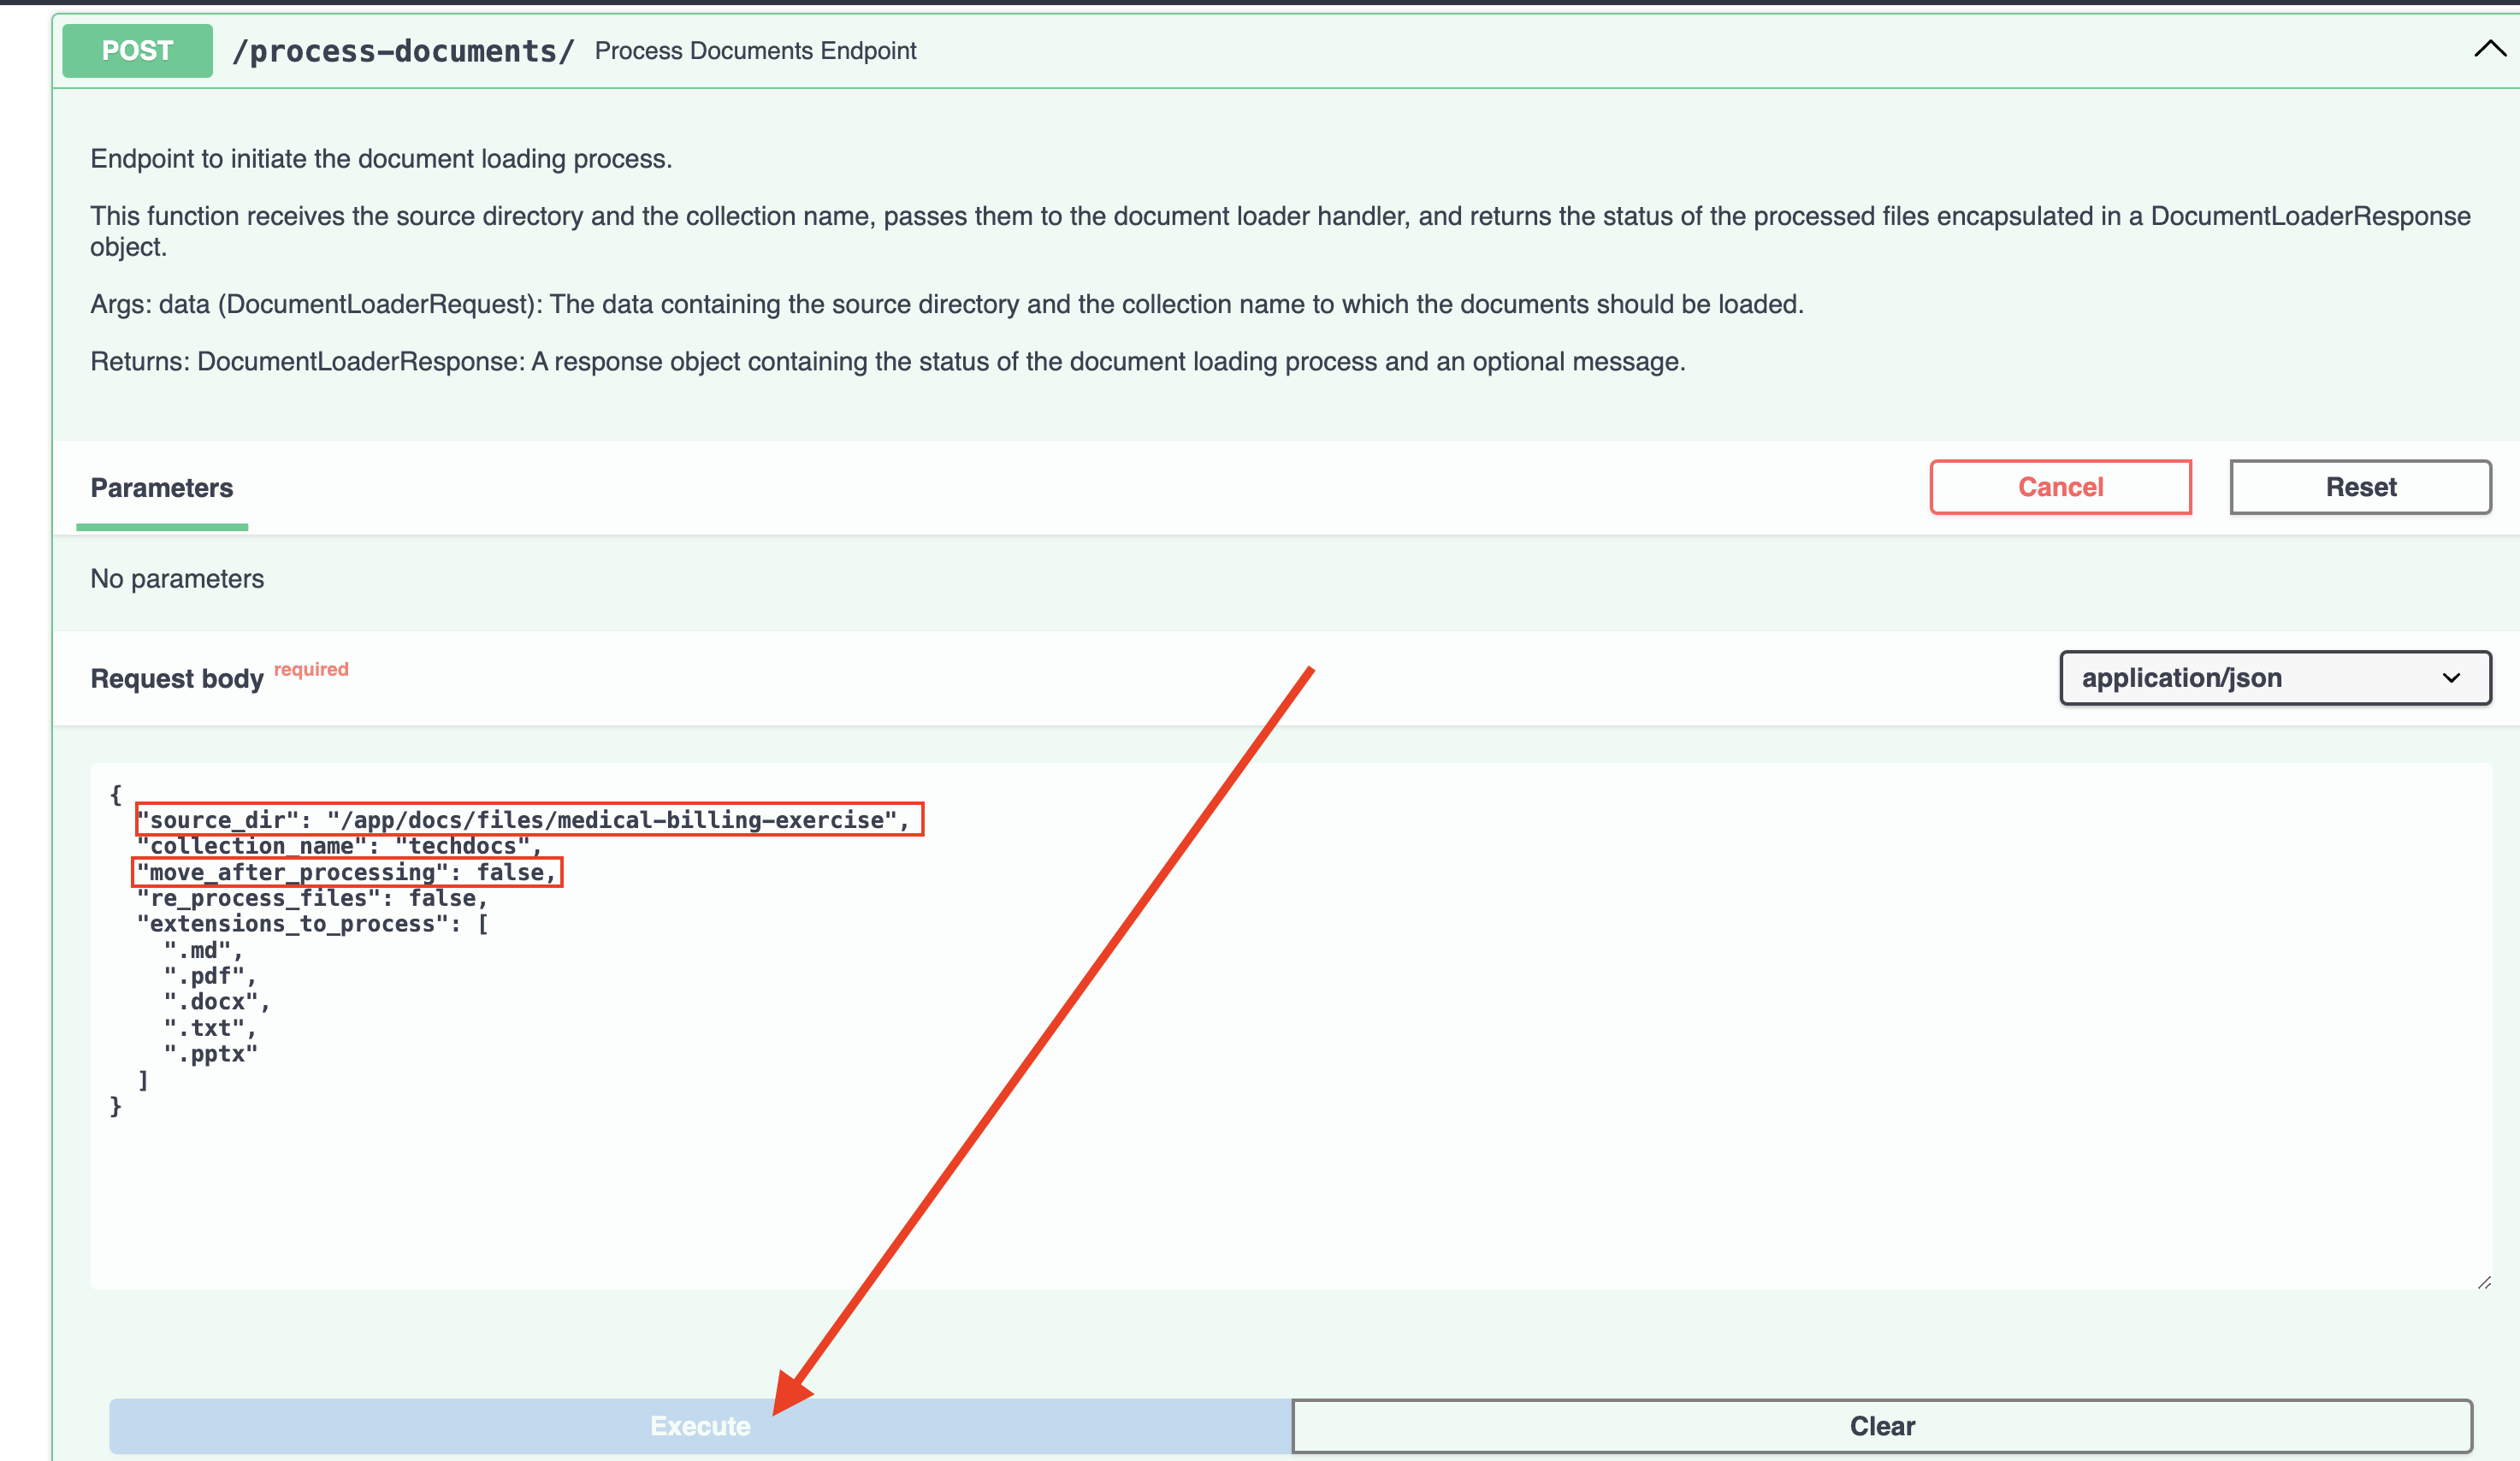 POST /process-documents/ Process Documents Endpoint
Endpoint to initiate the document loading process.
This function receives the source directory and the collection name, passes them to the document loader handler, and returns the status of the processed files encapsulated in a DocumentLoaderResponse
object.
Args: data (DocumentLoaderRequest): The data containing the source directory and the collection name to which the documents should be loaded.
Returns: DocumentLoaderResponse: A response object containing the status of the document loading process and an optional message.
Parameters Cancel Reset
No parameters
Request body required application/json
{
"source_dir": "/app/docs/files/medical-billing-exercise",
"collection_name": "techdocs",
"move_after_processing": false,
"re_process_files": false,
"extensions_to_process": [
".md",
".pdf",
".docx",
".txt",
".pptx"
]
}
Execute Clear